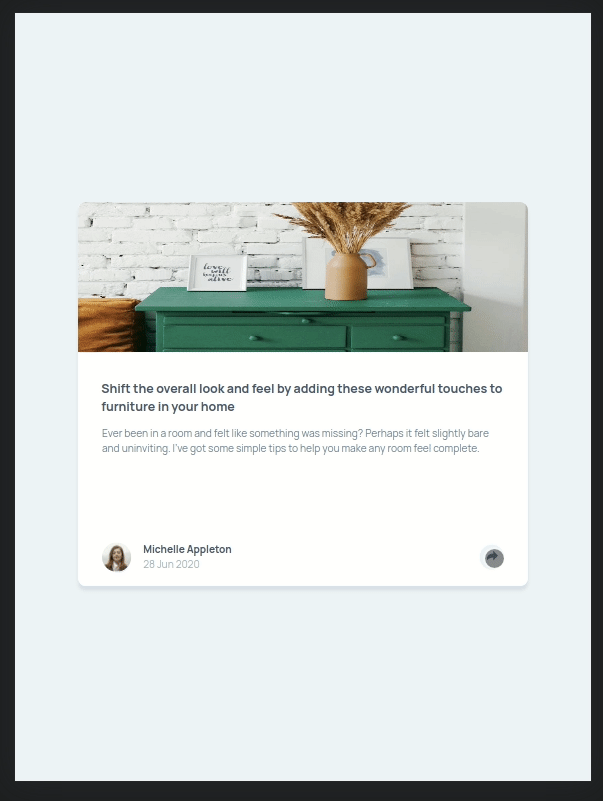 love
will
begins
alive
Shift the overall look and feel by adding these wonderful touches to
furniture in your home
Ever been in a room and felt like something was missing? Perhaps it felt slightly bare
and uninviting. I've got some simple tips to help you make any room feel complete.
Michelle Appleton
28 Jun 2020